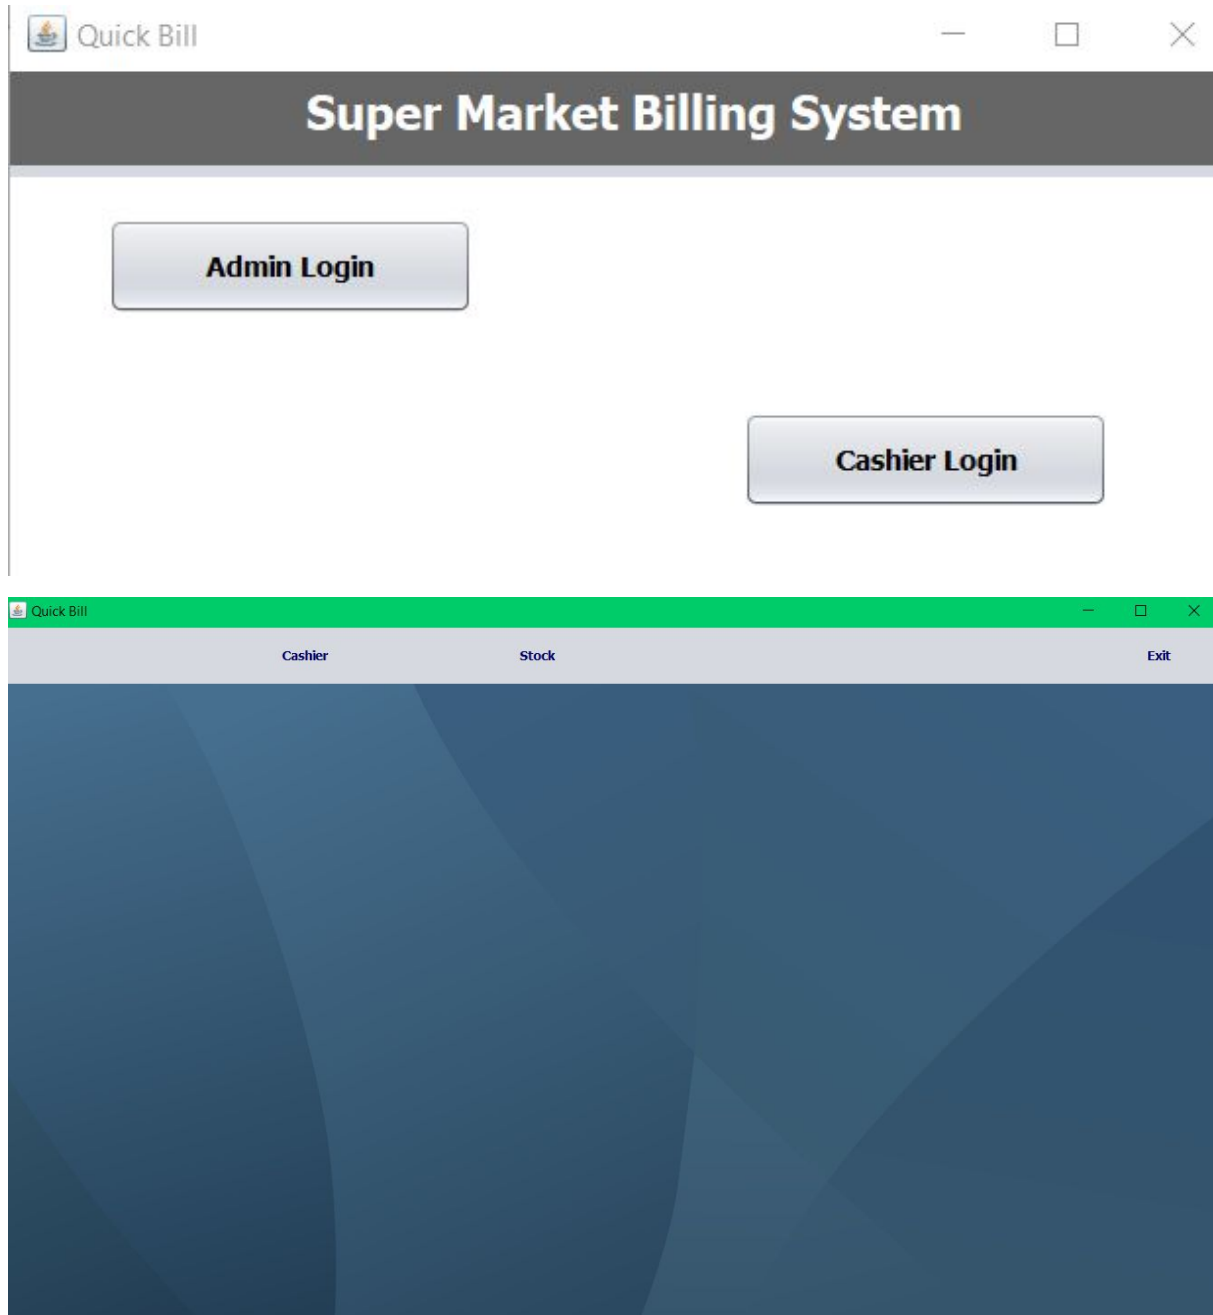 Quick Bill
Super Market Billing System
Admin Login
Cashier Login
Quick Bill
Cashier Stock Exit